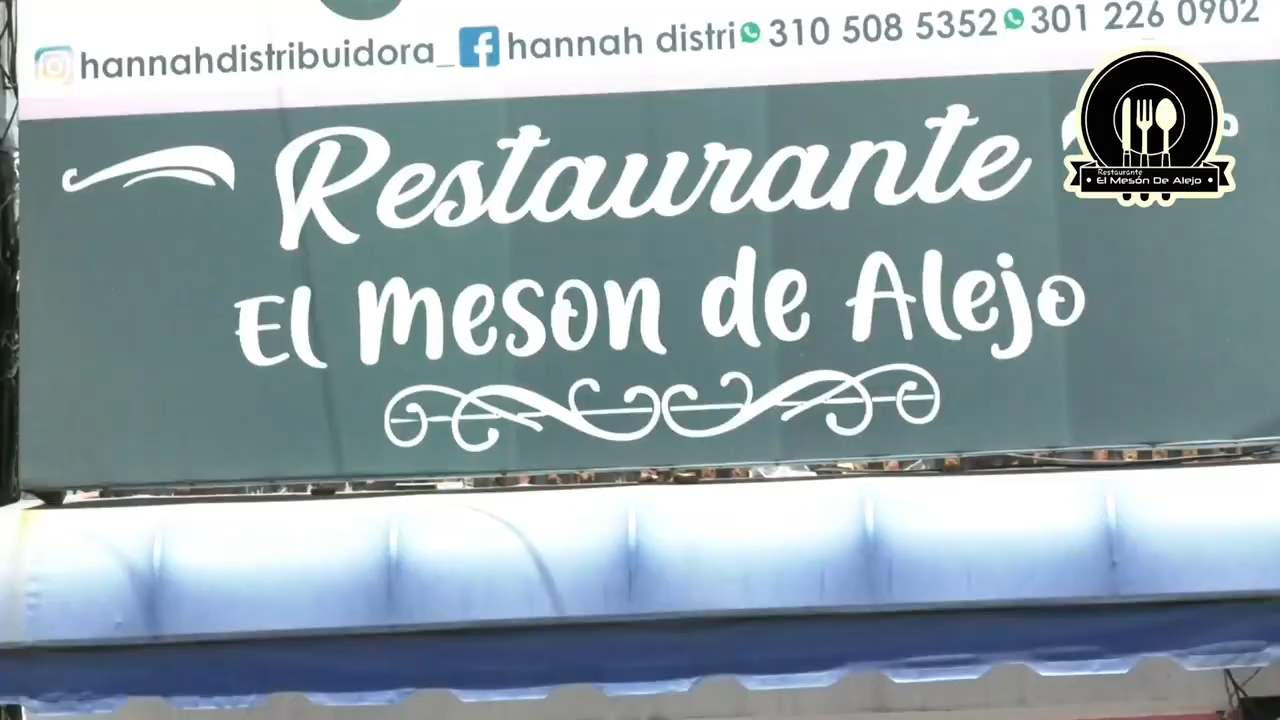 hannahdistribuidora_ hannah distri 310 508 5352 301 226 0902
Restaurante
El meson de Alejo
Restaurante
El Mesón De Alejo